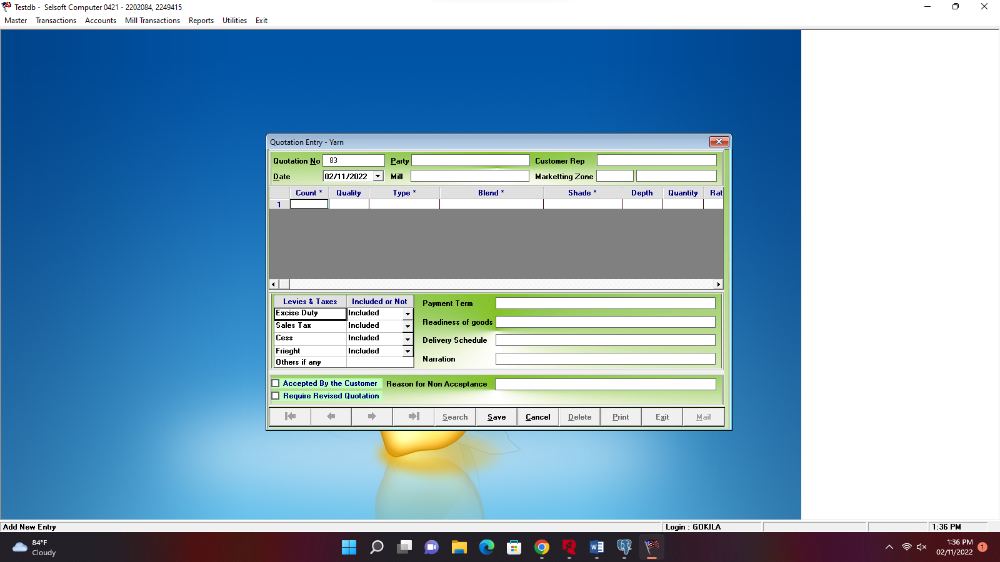 Testdb - Selsoft Computer 0421 - 2202084, 2249415
Master Transactions Accounts Mill Transactions Reports Utilities Exit
Quotation Entry - Yarn
Quotation No 83 Party Customer Rep
Date 02/11/2022 Mill Marketting Zone
Count * Quality Type * Blend * Shade * Depth Quantity Rat
1
Levies & Taxes Included or Not
Excise Duty Included
Sales Tax Included
Cess Included
Frieght Included
Others if any
Payment Term
Readiness of goods
Delivery Schedule
Narration
Accepted By the Customer Reason for Non Acceptance
Require Revised Quotation
Search Save Cancel Delete Print Exit Mail
Add New Entry Login : GOKILA 1:36 PM
84°F
Cloudy
1:36 PM
02/11/2022
1